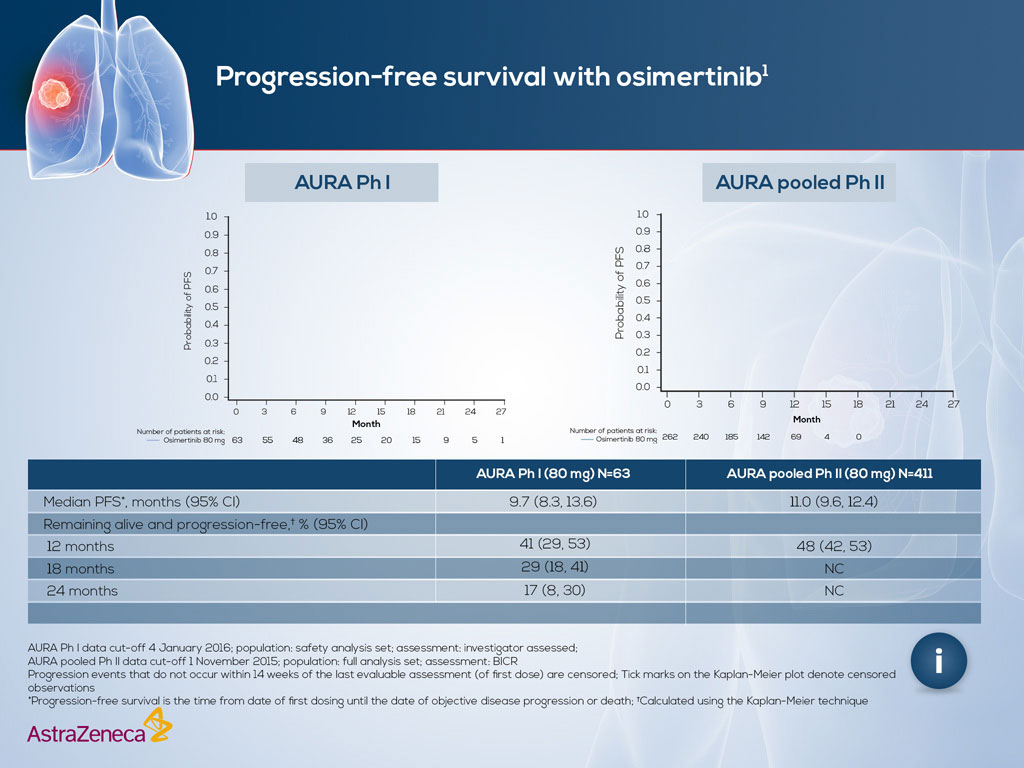 Progression-free survival with osimertinib¹
AURA Ph I
1.0
0.9
0.8
0.7
0.6
0.5
0.4
0.3
0.2
0.1
0.0
Probability of PFS
0 3 6 9 12 15 18 21 24 27
Month
Number of patients at risk:
Osimertinib 80 mg 63 55 48 36 25 20 15 9 5 1
AURA pooled Ph II
1.0
0.9
0.8
0.7
0.6
0.5
0.4
0.3
0.2
0.1
0.0
Probability of PFS
0 3 6 9 12 15 18 21 24 27
Month
Number of patients at risk:
Osimertinib 80 mg 262 240 185 142 69 4 0
AURA Ph I (80 mg) N=63 AURA pooled Ph II (80 mg) N=411
Median PFS*, months (95% CI) 9.7 (8.3, 13.6) 11.0 (9.6, 12.4)
Remaining alive and progression-free,† % (95% CI)
12 months 41 (29, 53) 48 (42, 53)
18 months 29 (18, 41) NC
24 months 17 (8, 30) NC
AURA Ph I data cut-off 4 January 2016; population: safety analysis set; assessment: investigator assessed;
AURA pooled Ph II data cut-off 1 November 2015; population: full analysis set; assessment: BICR
Progression events that do not occur within 14 weeks of the last evaluable assessment (of first dose) are censored; Tick marks on the Kaplan-Meier plot denote censored
observations
*Progression-free survival is the time from date of first dosing until the date of objective disease progression or death; †Calculated using the Kaplan-Meier technique
i
AstraZeneca